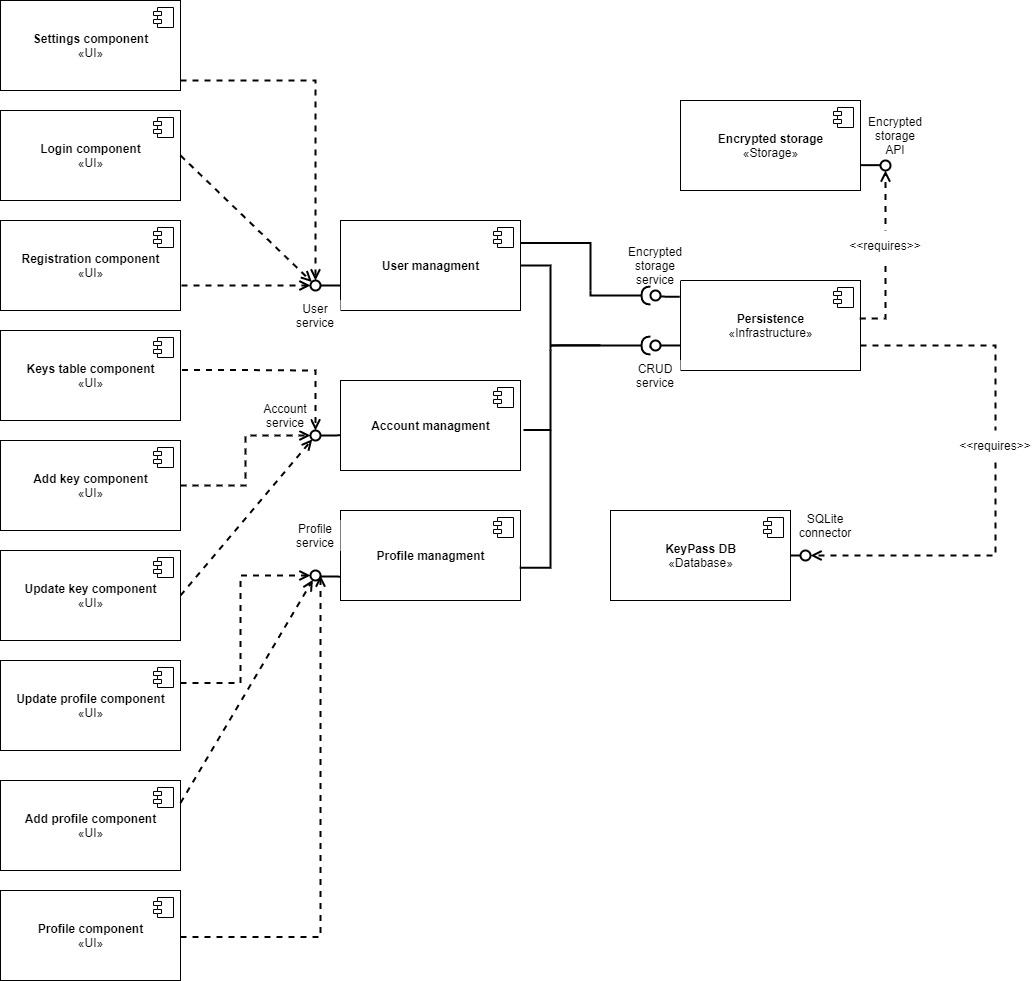 Settings component
«UI»
Login component
«UI»
Registration component
«UI»
Keys table component
«UI»
Add key component
«UI»
Update key component
«UI»
Update profile component
«UI»
Add profile component
«UI»
Profile component
«UI»
User
service
Account
service
Profile
service
User managment
Account managment
Profile managment
Encrypted
storage
service
CRUD
service
Encrypted storage
«Storage»
Encrypted
storage
API
<<requires>>
Persistence
«Infrastructure»
<<requires>>
KeyPass DB
«Database»
SQLite
connector